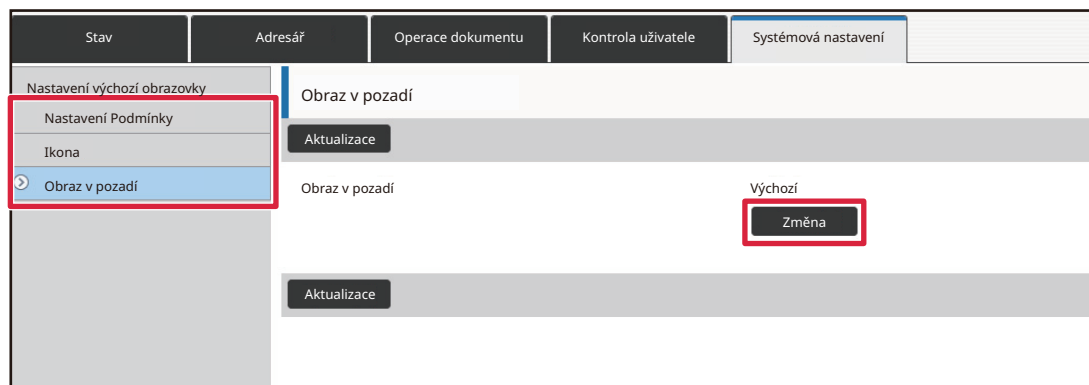 Stav Adresář Operace dokumentu Kontrola uživatele Systémová nastavení
Nastavení výchozí obrazovky
Nastavení Podmínky
Ikona
Obraz v pozadí
Obraz v pozadí
Aktualizace
Obraz v pozadí Výchozí
Změna
Aktualizace